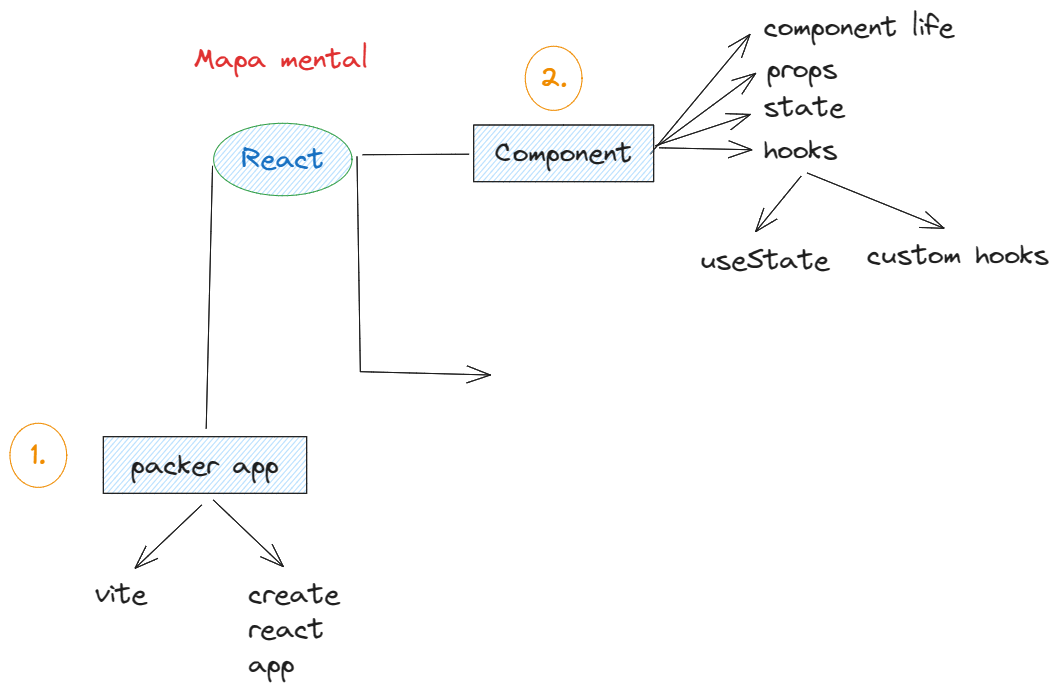 Mapa mental
React
2.
Component
component life
props
state
hooks
useState
custom hooks
1.
packer app
vite
create
react
app